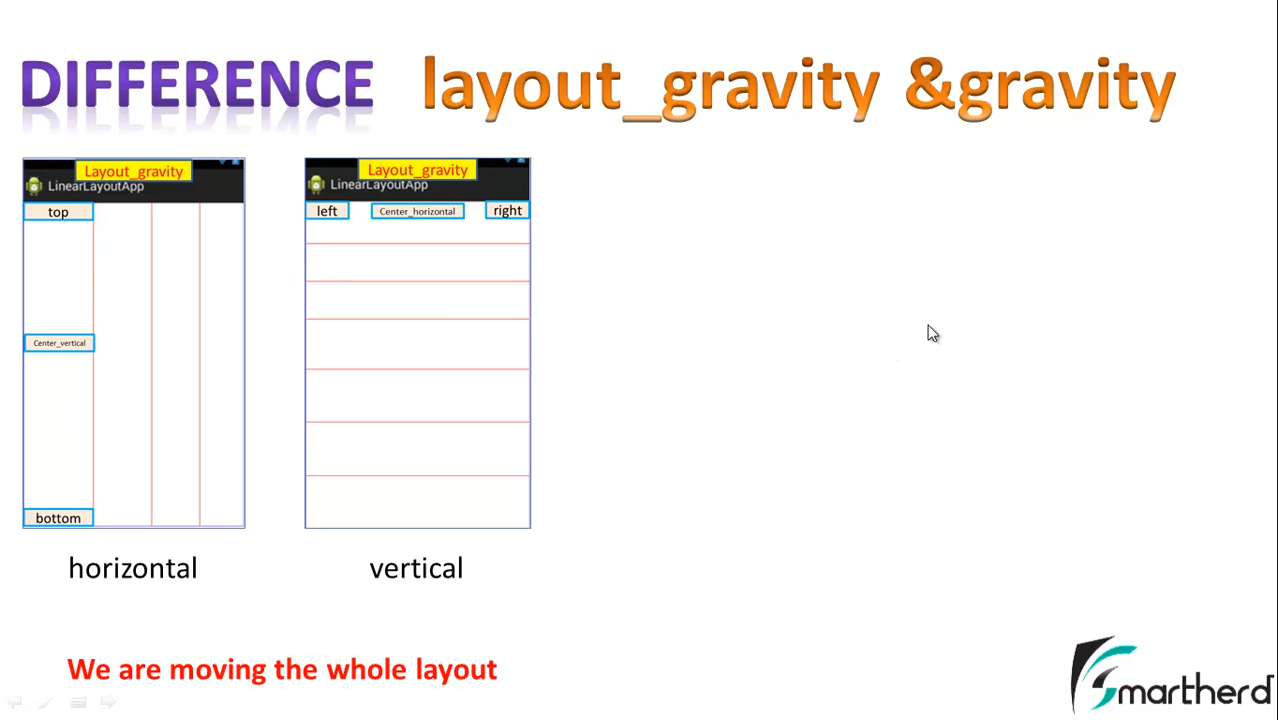 DIFFERENCE layout_gravity &gravity
Layout_gravity
LinearLayoutApp
top
Center_vertical
bottom
horizontal
Layout_gravity
LinearLayoutApp
left Center_horizontal right
vertical
We are moving the whole layout
Smartherd